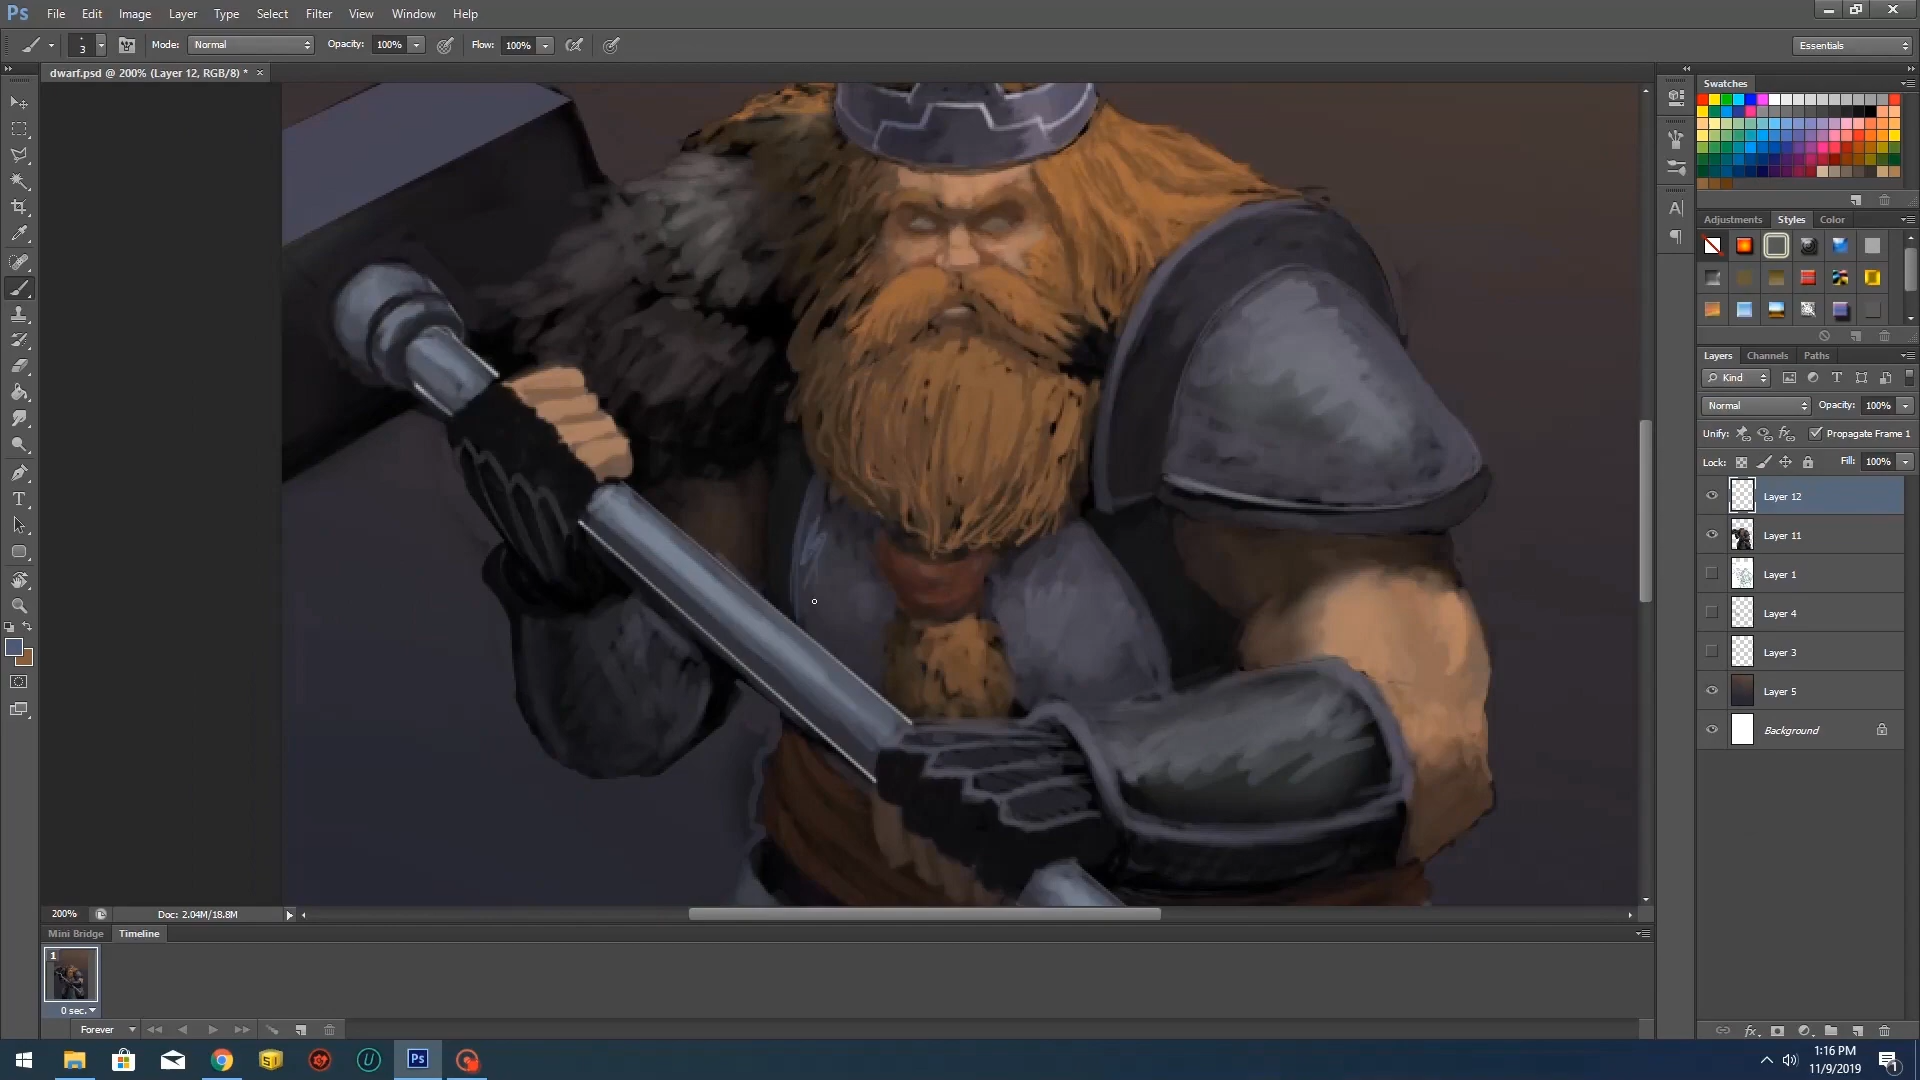 Ps File Edit Image Layer Type Select Filter View Window Help
3 Mode: Normal Opacity: 100% Flow: 100% Essentials
dwarf.psd @ 200% (Layer 12, RGB/8) * ×
Swatches
Adjustments Styles Color
Layers Channels Paths
Kind
Normal Opacity: 100%
Unify: Propagate Frame 1
Lock: Fill: 100%
Layer 12
Layer 11
Layer 1
Layer 4
Layer 3
Layer 5
Background
200% Doc: 2.04M/18.8M
Mini Bridge Timeline
1
0 sec.
Forever
Ps
1:16 PM
11/9/2019
1